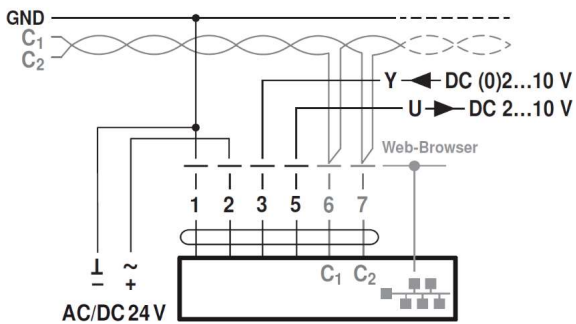 GND
C1
C2
Y DC (0)2...10 V
U DC 2...10 V
Web-Browser
1 2 3 5 6 7
C1 C2
⊥ ~
− +
AC/DC 24 V